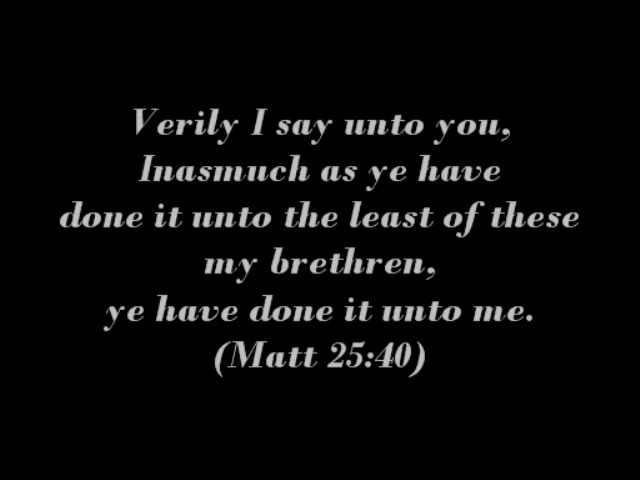 Verily I say unto you,
Inasmuch as ye have
done it unto the least of these
my brethren,
ye have done it unto me.
(Matt 25:40)